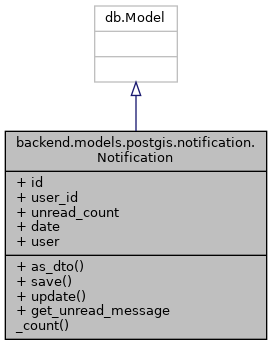 db.Model
backend.models.postgis.notification.
Notification
+ id
+ user_id
+ unread_count
+ date
+ user
+ as_dto()
+ save()
+ update()
+ get_unread_message
_count()